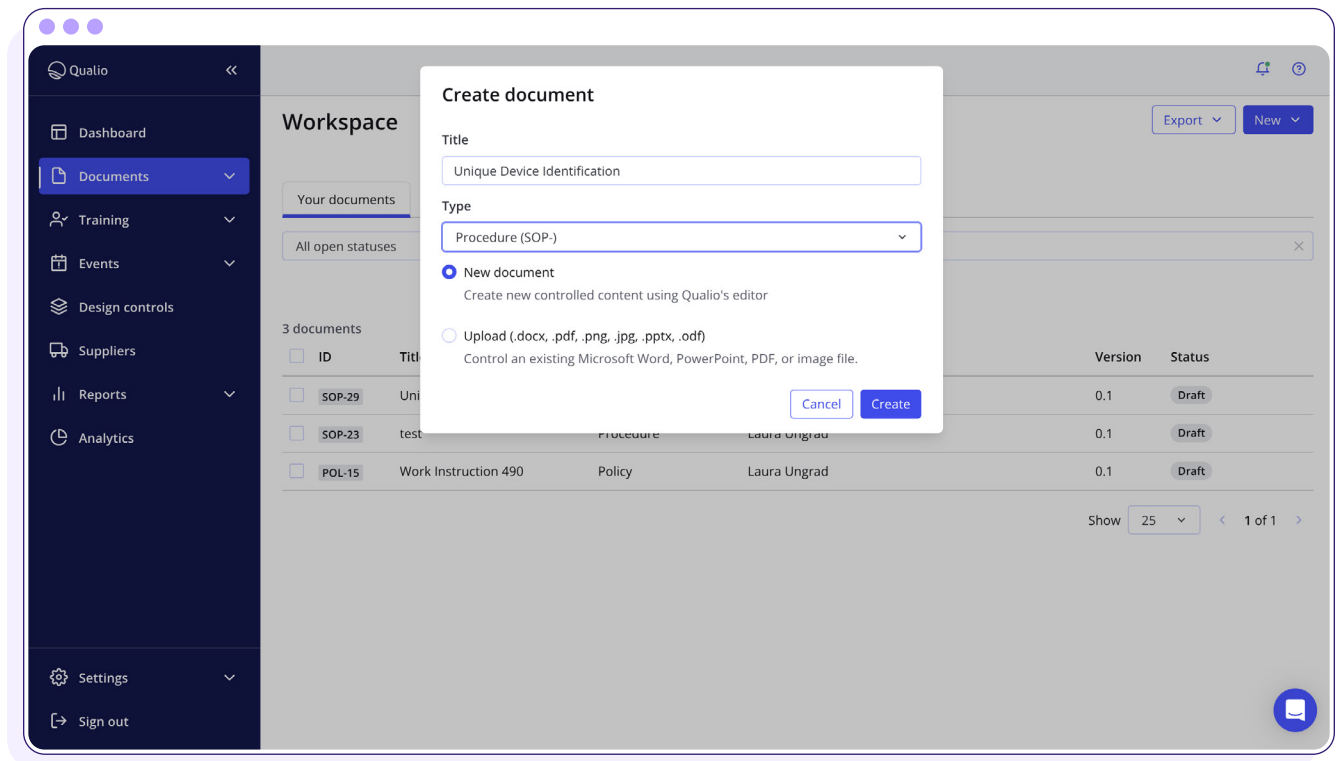 Qualio
Dashboard
Documents
Training
Events
Design controls
Suppliers
Reports
Analytics
Settings
Sign out
Workspace
Export
New
Your documents
All open statuses
3 documents
ID Version Status
SOP-29 0.1 Draft
SOP-23 test Procedure Laura Ungrad 0.1 Draft
POL-15 Work Instruction 490 Policy Laura Ungrad 0.1 Draft
Show 25 1 of 1
Create document
Title
Unique Device Identification
Type
Procedure (SOP-)
New document
Create new controlled content using Qualio's editor
Upload (.docx, .pdf, .png, .jpg, .pptx, .odf)
Control an existing Microsoft Word, PowerPoint, PDF, or image file.
Cancel Create